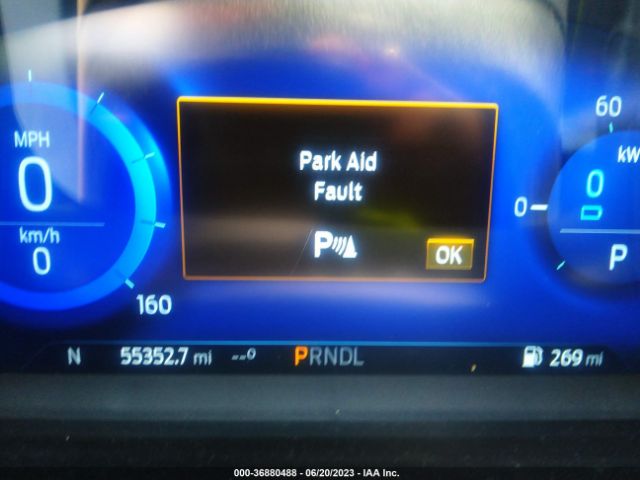 MPH
0
km/h
0
160
Park Aid
Fault
P
OK
60
kW
0
0
P
N 55352.7 mi --° PRNDL 269 mi
000-36880488 - 06/20/2023 - IAA Inc.